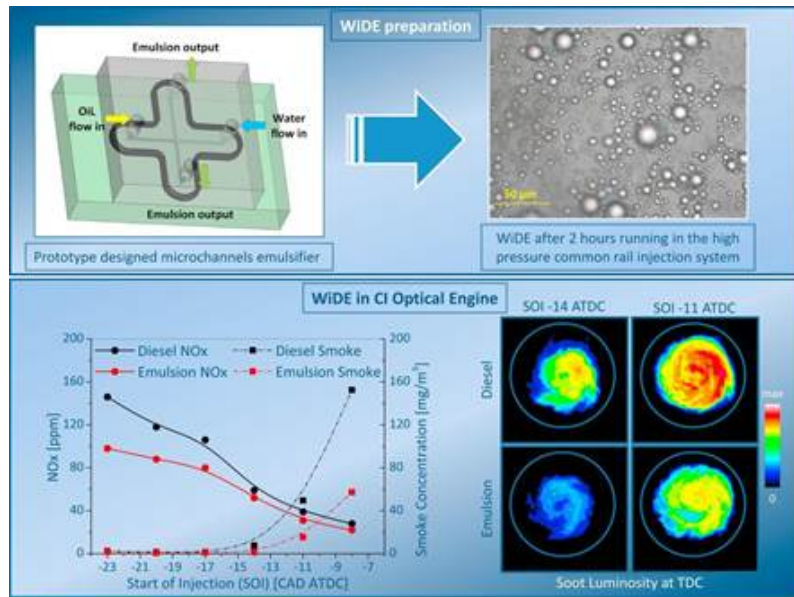 WiDE preparation
Emulsion output
OiL
flow in
Water
flow in
Emulsion output
Prototype designed microchannels emulsifier
50 µm
WiDE after 2 hours running in the high
pressure common rail injection system
WiDE in CI Optical Engine
200
160
120
80
40
0
NOx [ppm]
Diesel NOx
Emulsion NOx
Diesel Smoke
Emulsion Smoke
200
160
120
80
40
0
Smoke Concentration [mg/m³]
-23 -21 -19 -17 -15 -13 -11 -9 -7
Start of Injection (SOI) [CAD ATDC]
SOI -14 ATDC
SOI -11 ATDC
Diesel
Emulsion
max
0
Soot Luminosity at TDC